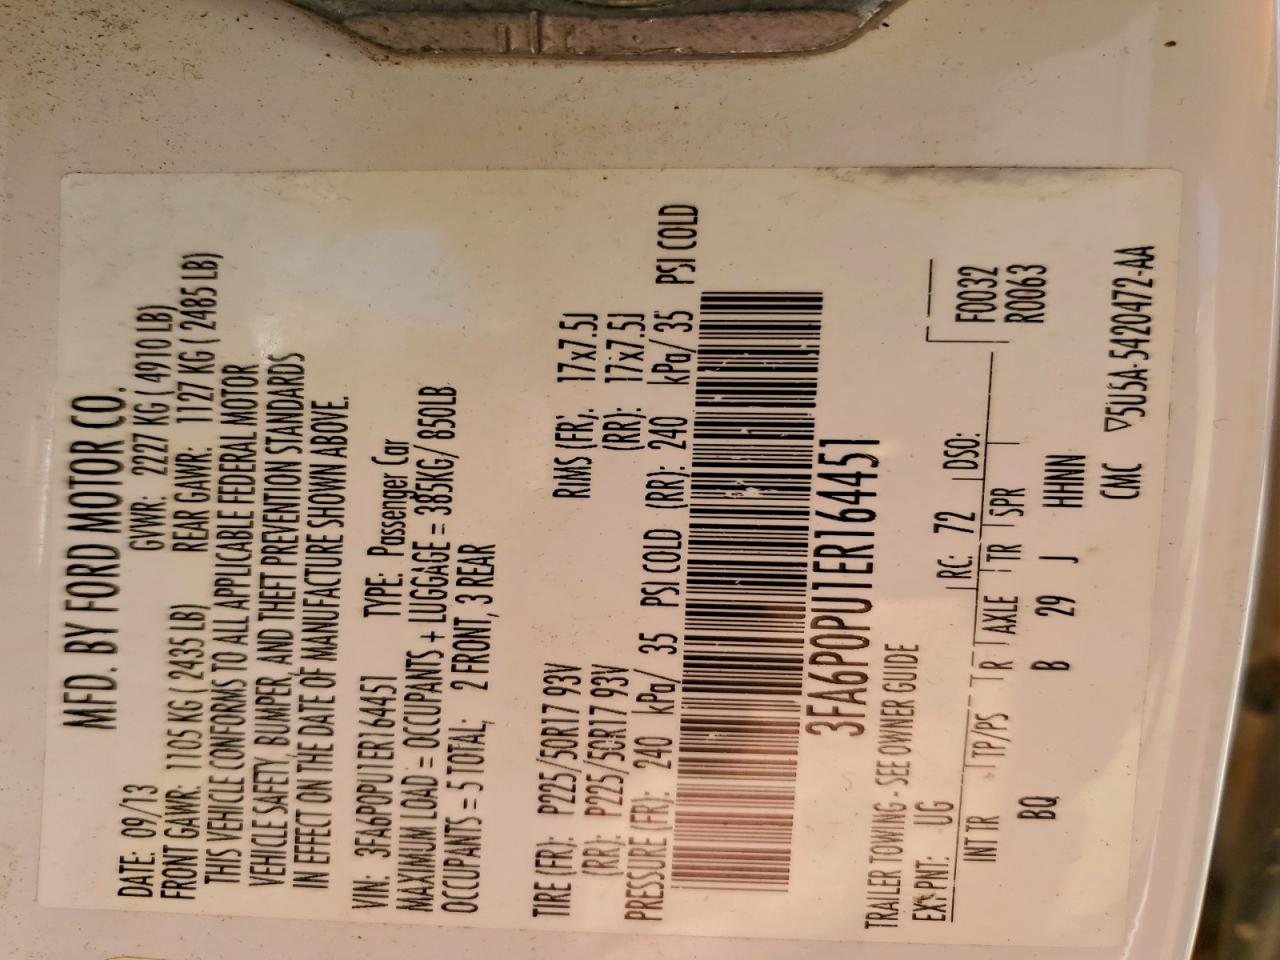 MFD. BY FORD MOTOR CO.
DATE: 09/13 GVWR: 2227 KG ( 4910 LB)
FRONT GAWR: 1105 KG ( 2435 LB) REAR GAWR: 1127 KG ( 2485 LB)
THIS VEHICLE CONFORMS TO ALL APPLICABLE FEDERAL MOTOR
VEHICLE SAFETY, BUMPER, AND THEFT PREVENTION STANDARDS
IN EFFECT ON THE DATE OF MANUFACTURE SHOWN ABOVE.
VIN: 3FA6P0PU1ER164451 TYPE: Passenger Car
MAXIMUM LOAD = OCCUPANTS + LUGGAGE = 385KG/ 850LB
OCCUPANTS = 5 TOTAL; 2 FRONT, 3 REAR
TIRE (FR): P225/50R17 93V RIMS (FR): 17x7.5J
(RR): P225/50R17 93V (RR): 17x7.5J
PRESSURE (FR): 240 kPa/ 35 PSI COLD (RR): 240 kPa/ 35 PSI COLD
3FA6P0PU1ER164451
TRAILER TOWING - SEE OWNER GUIDE
EXT PNT: UG RC: 72 DSO: F0032
INT TR TP/PS T R AXLE TR SPR R0063
BQ B 29 J HHNN
CMC ▽5U5A-5420472-AA